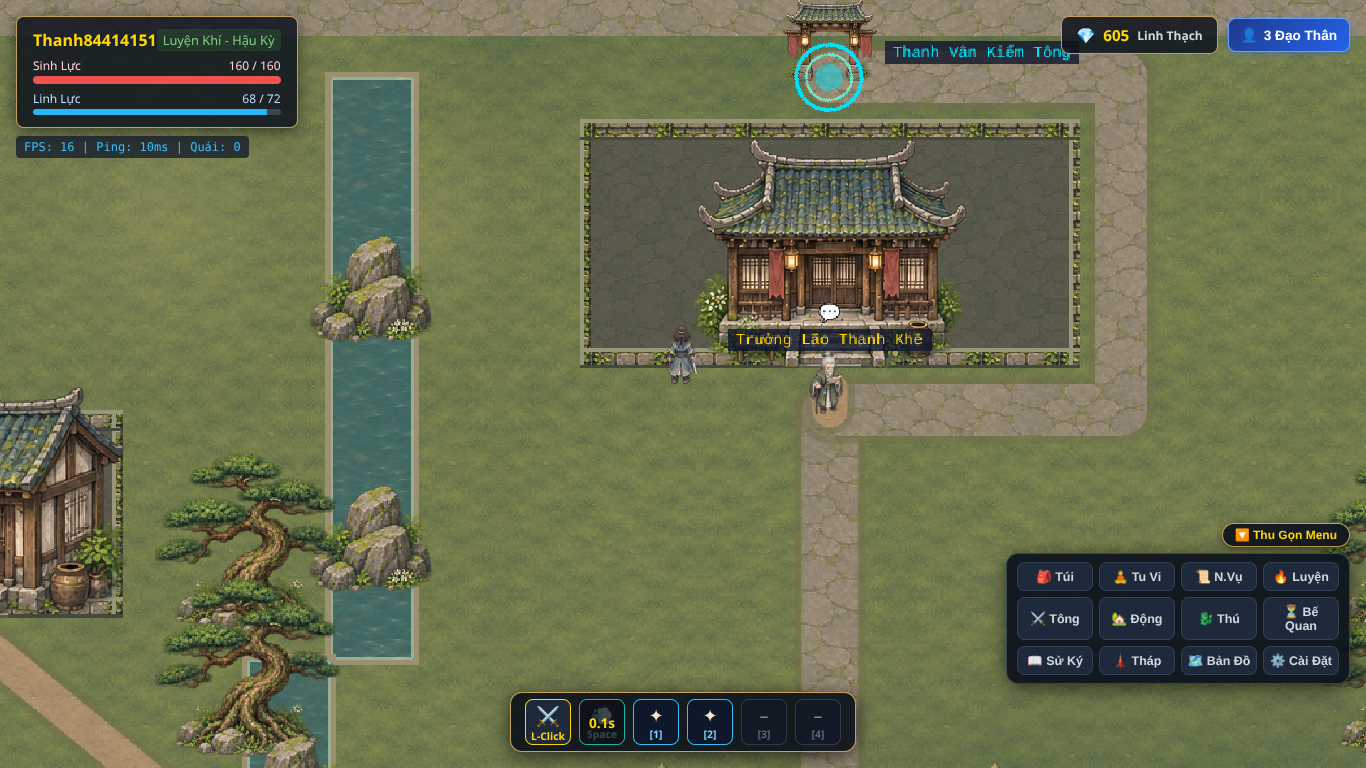 Thanh84414151 Luyện Khí - Hậu Kỳ
Sinh Lực 160 / 160
Linh Lực 68 / 72
FPS: 16 | Ping: 10ms | Quái: 0
Thanh Vân Kiếm Tông
605 Linh Thạch
3 Đạo Thân
Trưởng Lão Thanh Khê
Thu Gọn Menu
Túi
Tu Vi
N.Vụ
Luyện
Tông
Động
Thú
Bế
Quan
Sử Ký
Tháp
Bản Đồ
Cài Đặt
L-Click
0.1s
Space
[1]
[2]
[3]
[4]